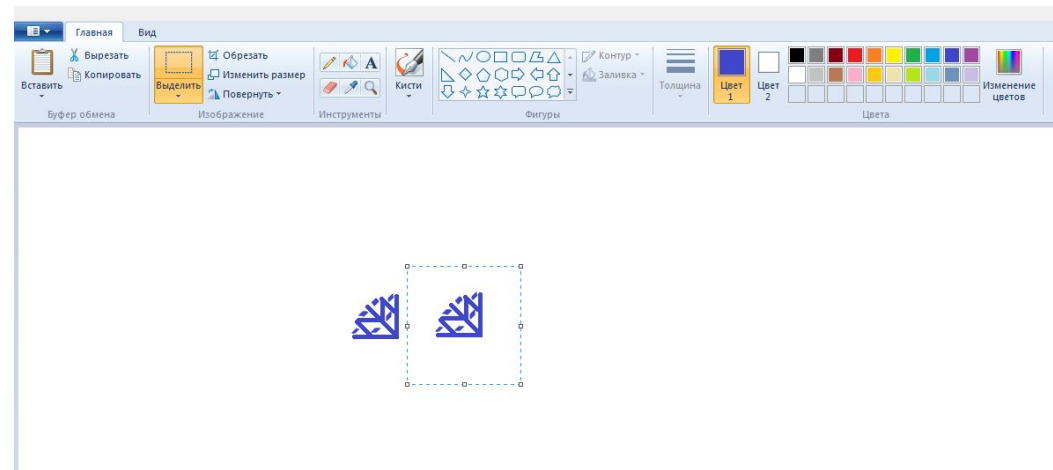 Главная Вид
Вставить
Вырезать
Копировать
Буфер обмена
Выделить
Обрезать
Изменить размер
Повернуть
Изображение
A
Инструменты
Кисти
Контур
Заливка
Фигуры
Толщина
Цвет 1
Цвет 2
Изменение цветов
Цвета